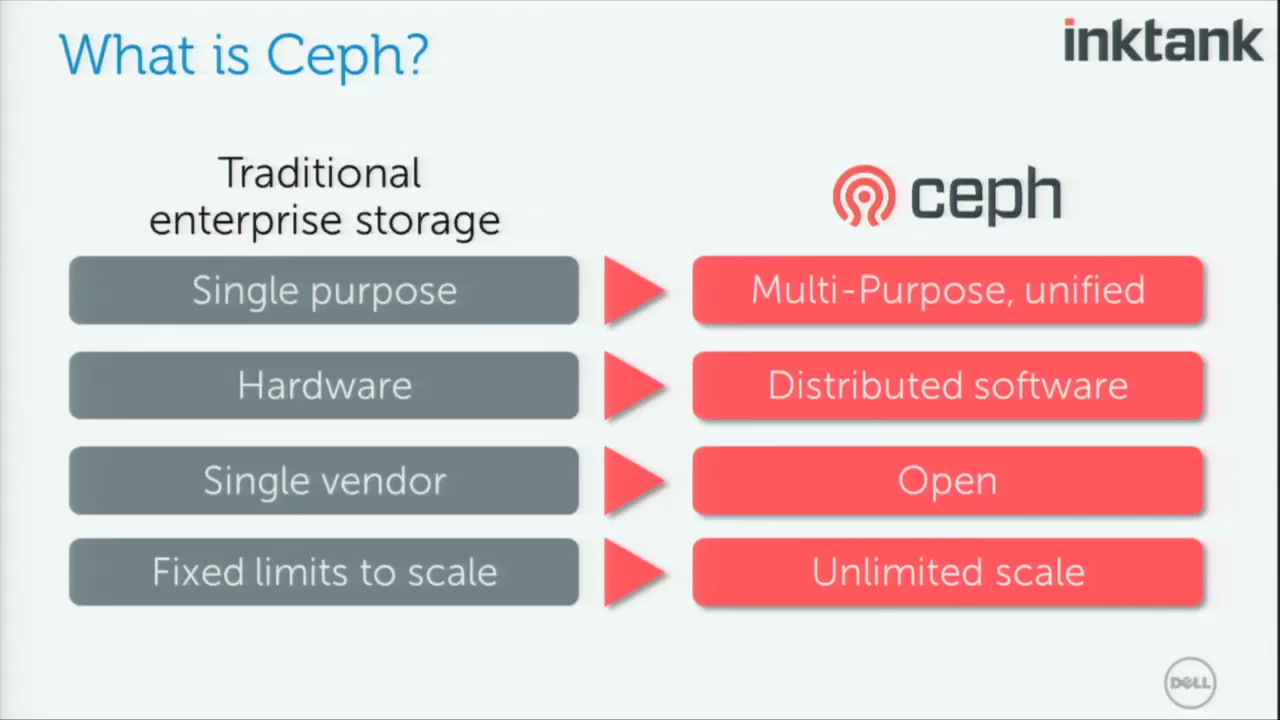 What is Ceph?
inktank
Traditional
enterprise storage
ceph
Single purpose
Multi-Purpose, unified
Hardware
Distributed software
Single vendor
Open
Fixed limits to scale
Unlimited scale
DELL